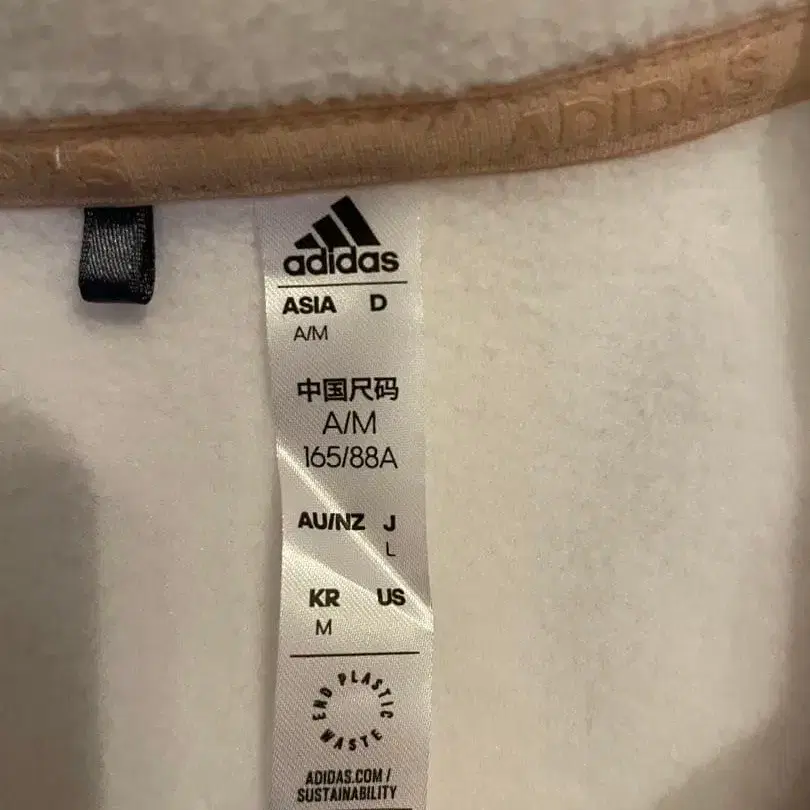 ADIDAS
adidas
ASIA D
A/M
中国尺码
A/M
165/88A
AU/NZ J
L
KR US
M
END PLASTIC WASTE
ADIDAS.COM/
SUSTAINABILITY